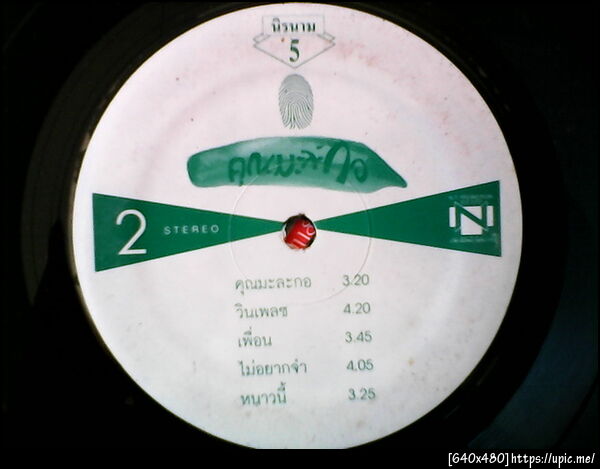 นิรนาม
5
คุณมะละกอ
2 STEREO
N
คุณมะละกอ 3.20
วินเพลซ 4.20
เพื่อน 3.45
ไม่อยากจำ 4.05
หนาวนี้ 3.25
[640x480]https://upic.me/